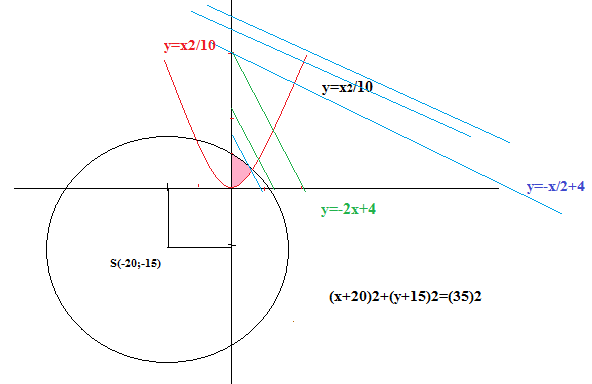 y=x2/10
y=x2/10
y=-x/2+4
y=-2x+4
S(-20;-15)
(x+20)2+(y+15)2=(35)2